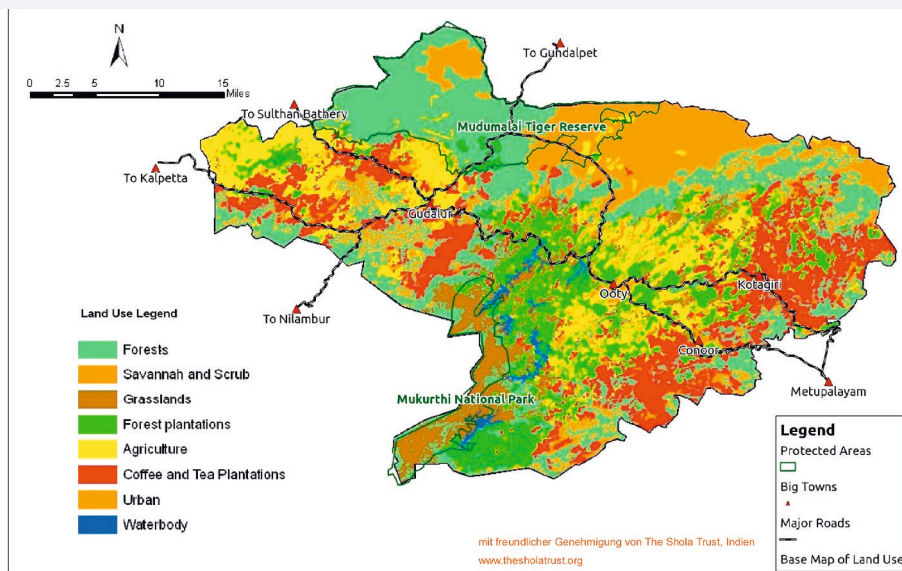 N
0 2.5 5 10 15
Miles
To Gundalpet
To Sulthan Bathery
Mudumalai Tiger Reserve
To Kalpetta
Gudalur
Ooty
Kotagiri
To Nilambur
Conoor
Metupalayam
Mukurthi National Park
Land Use Legend
Forests
Savannah and Scrub
Grasslands
Forest plantations
Agriculture
Coffee and Tea Plantations
Urban
Waterbody
Legend
Protected Areas
Big Towns
Major Roads
Base Map of Land Use
mit freundlicher Genehmigung von The Shola Trust, Indien
www.thesholatrust.org